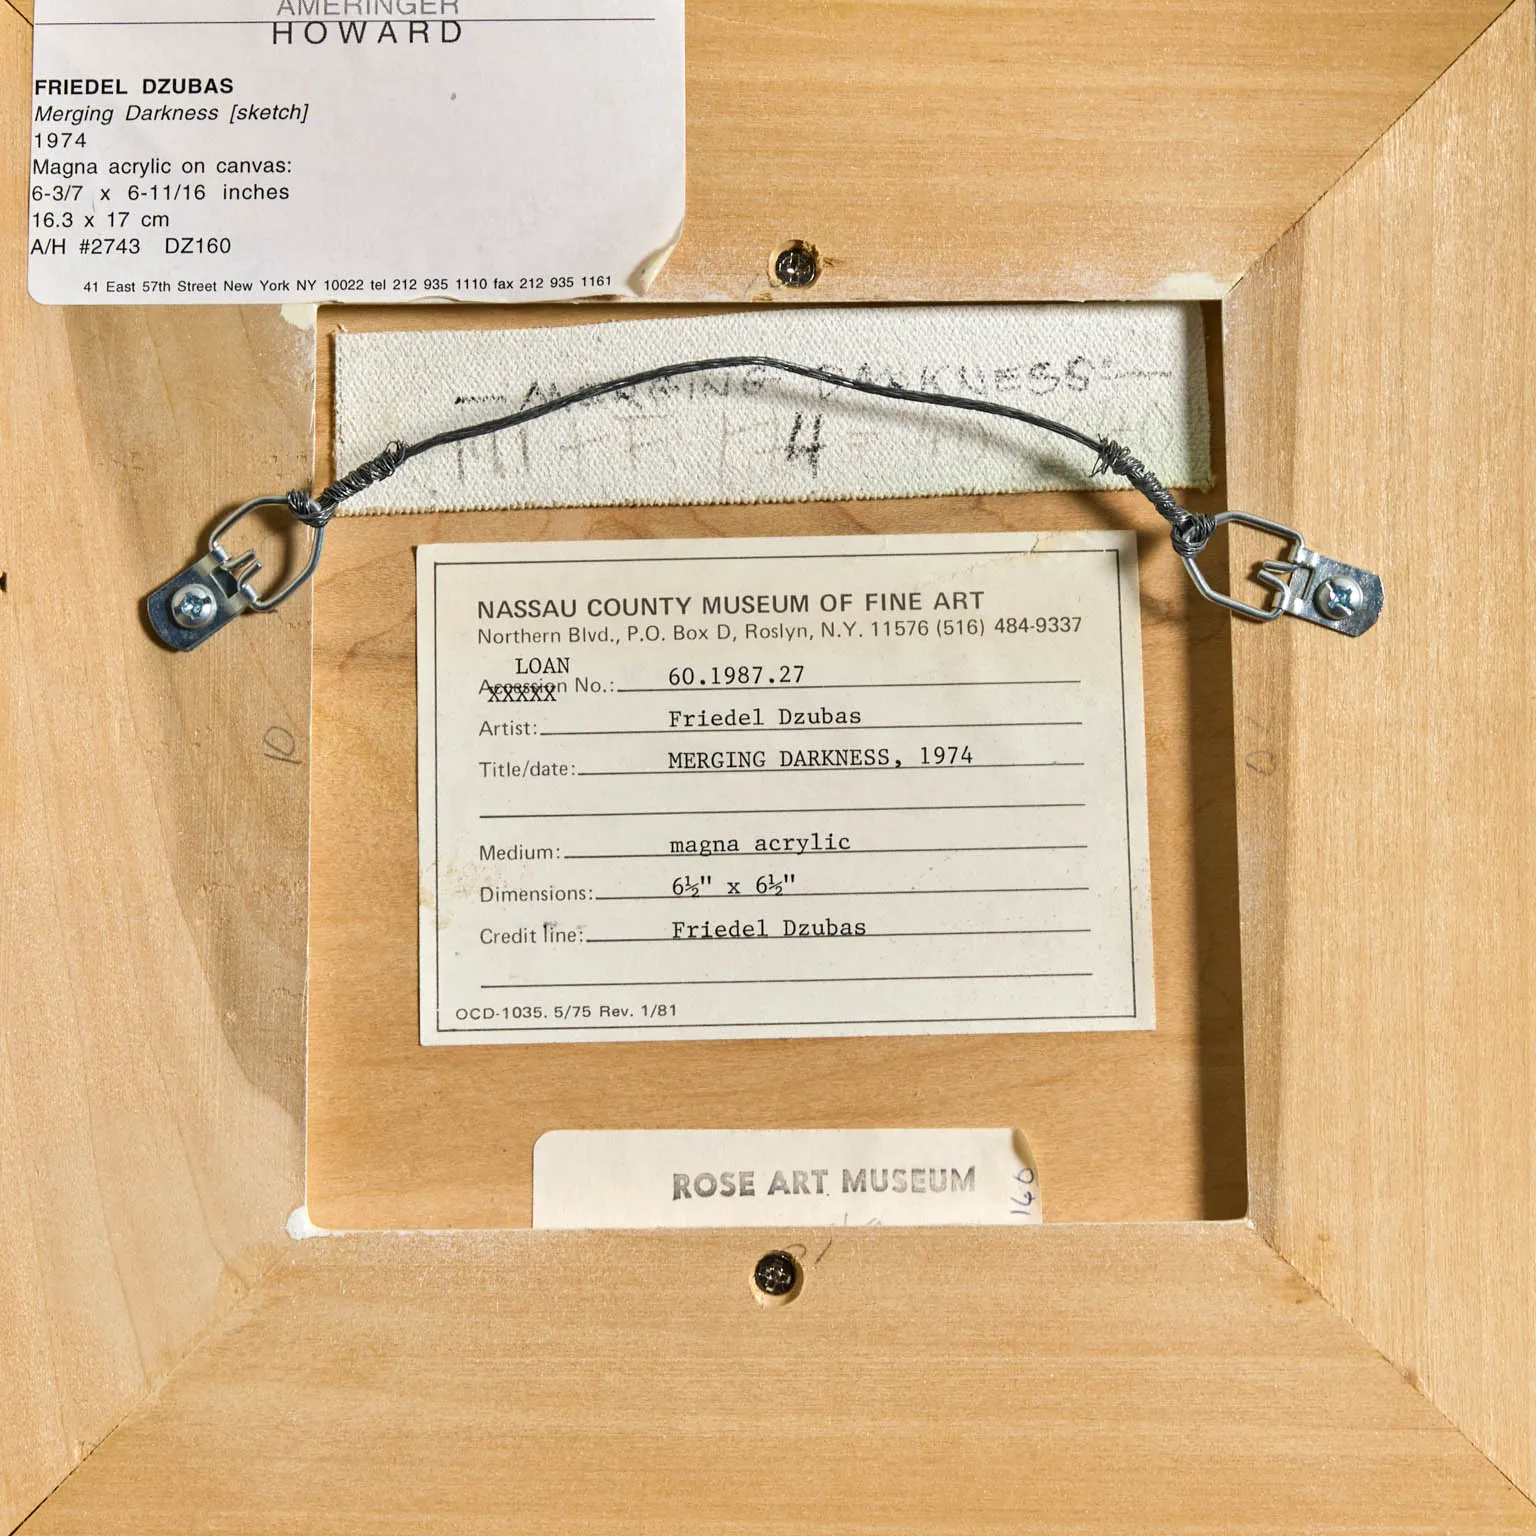 AMERINGER
HOWARD
FRIEDEL DZUBAS
Merging Darkness [sketch]
1974
Magna acrylic on canvas:
6-3/7 x 6-11/16 inches
16.3 x 17 cm
A/H #2743 DZ160
41 East 57th Street New York NY 10022 tel 212 935 1110 fax 212 935 1161
- MERGING DARKNESS -
4
NASSAU COUNTY MUSEUM OF FINE ART
Northern Blvd., P.O. Box D, Roslyn, N.Y. 11576 (516) 484-9337
LOAN
Accession No.: 60.1987.27
Artist: Friedel Dzubas
Title/date: MERGING DARKNESS, 1974
Medium: magna acrylic
Dimensions: 6½" x 6½"
Credit line: Friedel Dzubas
OCD-1035. 5/75 Rev. 1/81
10
ROSE ART MUSEUM
160